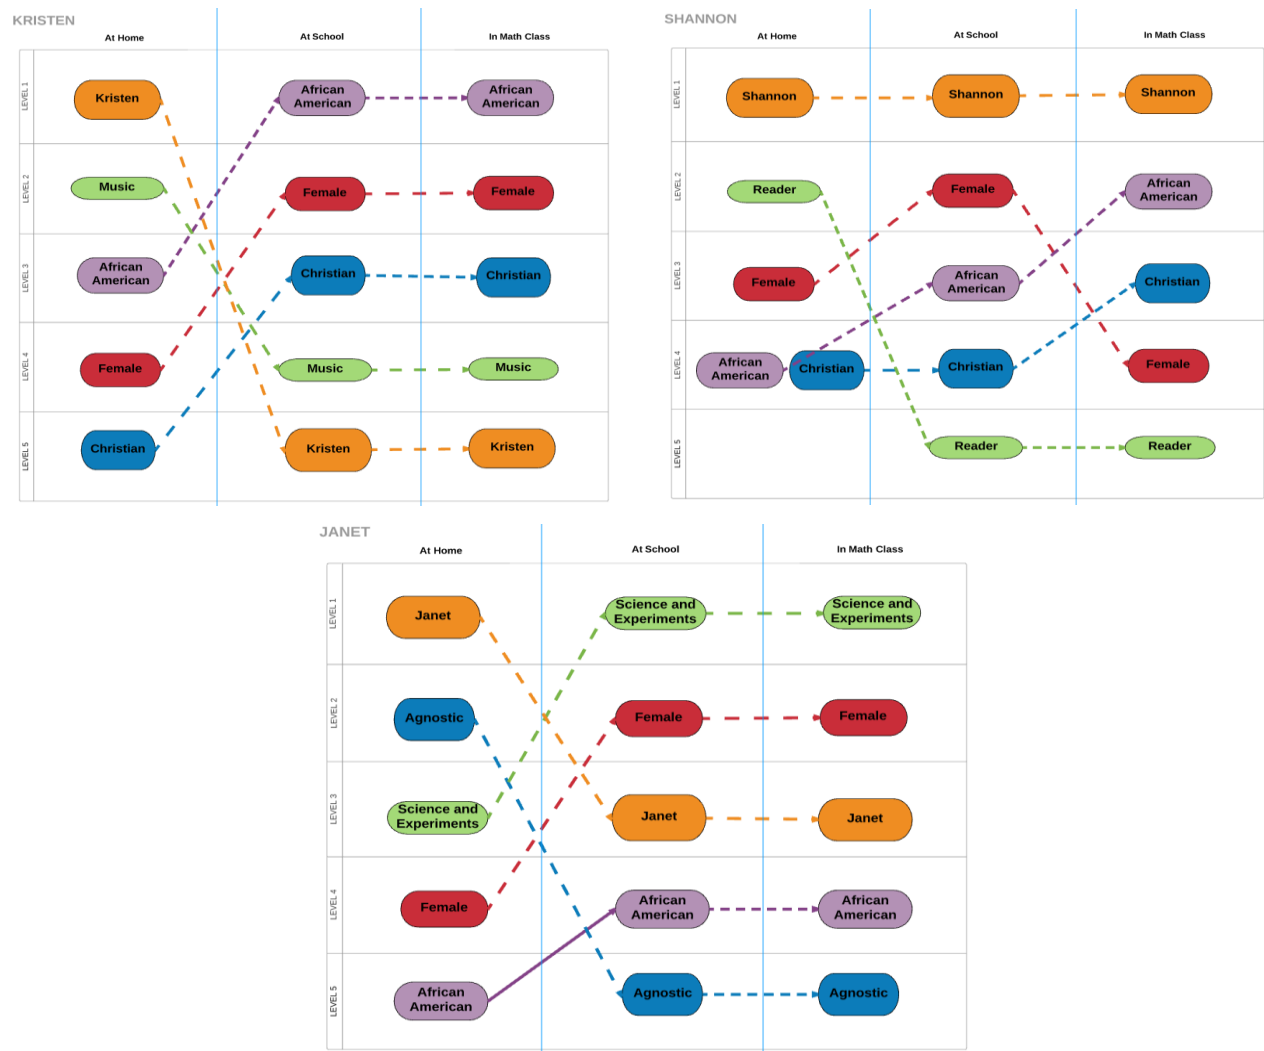 KRISTEN
At Home
At School
In Math Class
LEVEL 1
Kristen
African
American
African
American
LEVEL 2
Music
Female
Female
LEVEL 3
African
American
Christian
Christian
LEVEL 4
Female
Music
Music
LEVEL 5
Christian
Kristen
Kristen
SHANNON
At Home
At School
In Math Class
LEVEL 1
Shannon
Shannon
Shannon
LEVEL 2
Reader
Female
African
American
LEVEL 3
Female
African
American
Christian
LEVEL 4
African
American
Christian
Christian
Female
LEVEL 5
Reader
Reader
JANET
At Home
At School
In Math Class
LEVEL 1
Janet
Science and
Experiments
Science and
Experiments
LEVEL 2
Agnostic
Female
Female
LEVEL 3
Science and
Experiments
Janet
Janet
LEVEL 4
Female
African
American
African
American
LEVEL 5
African
American
Agnostic
Agnostic